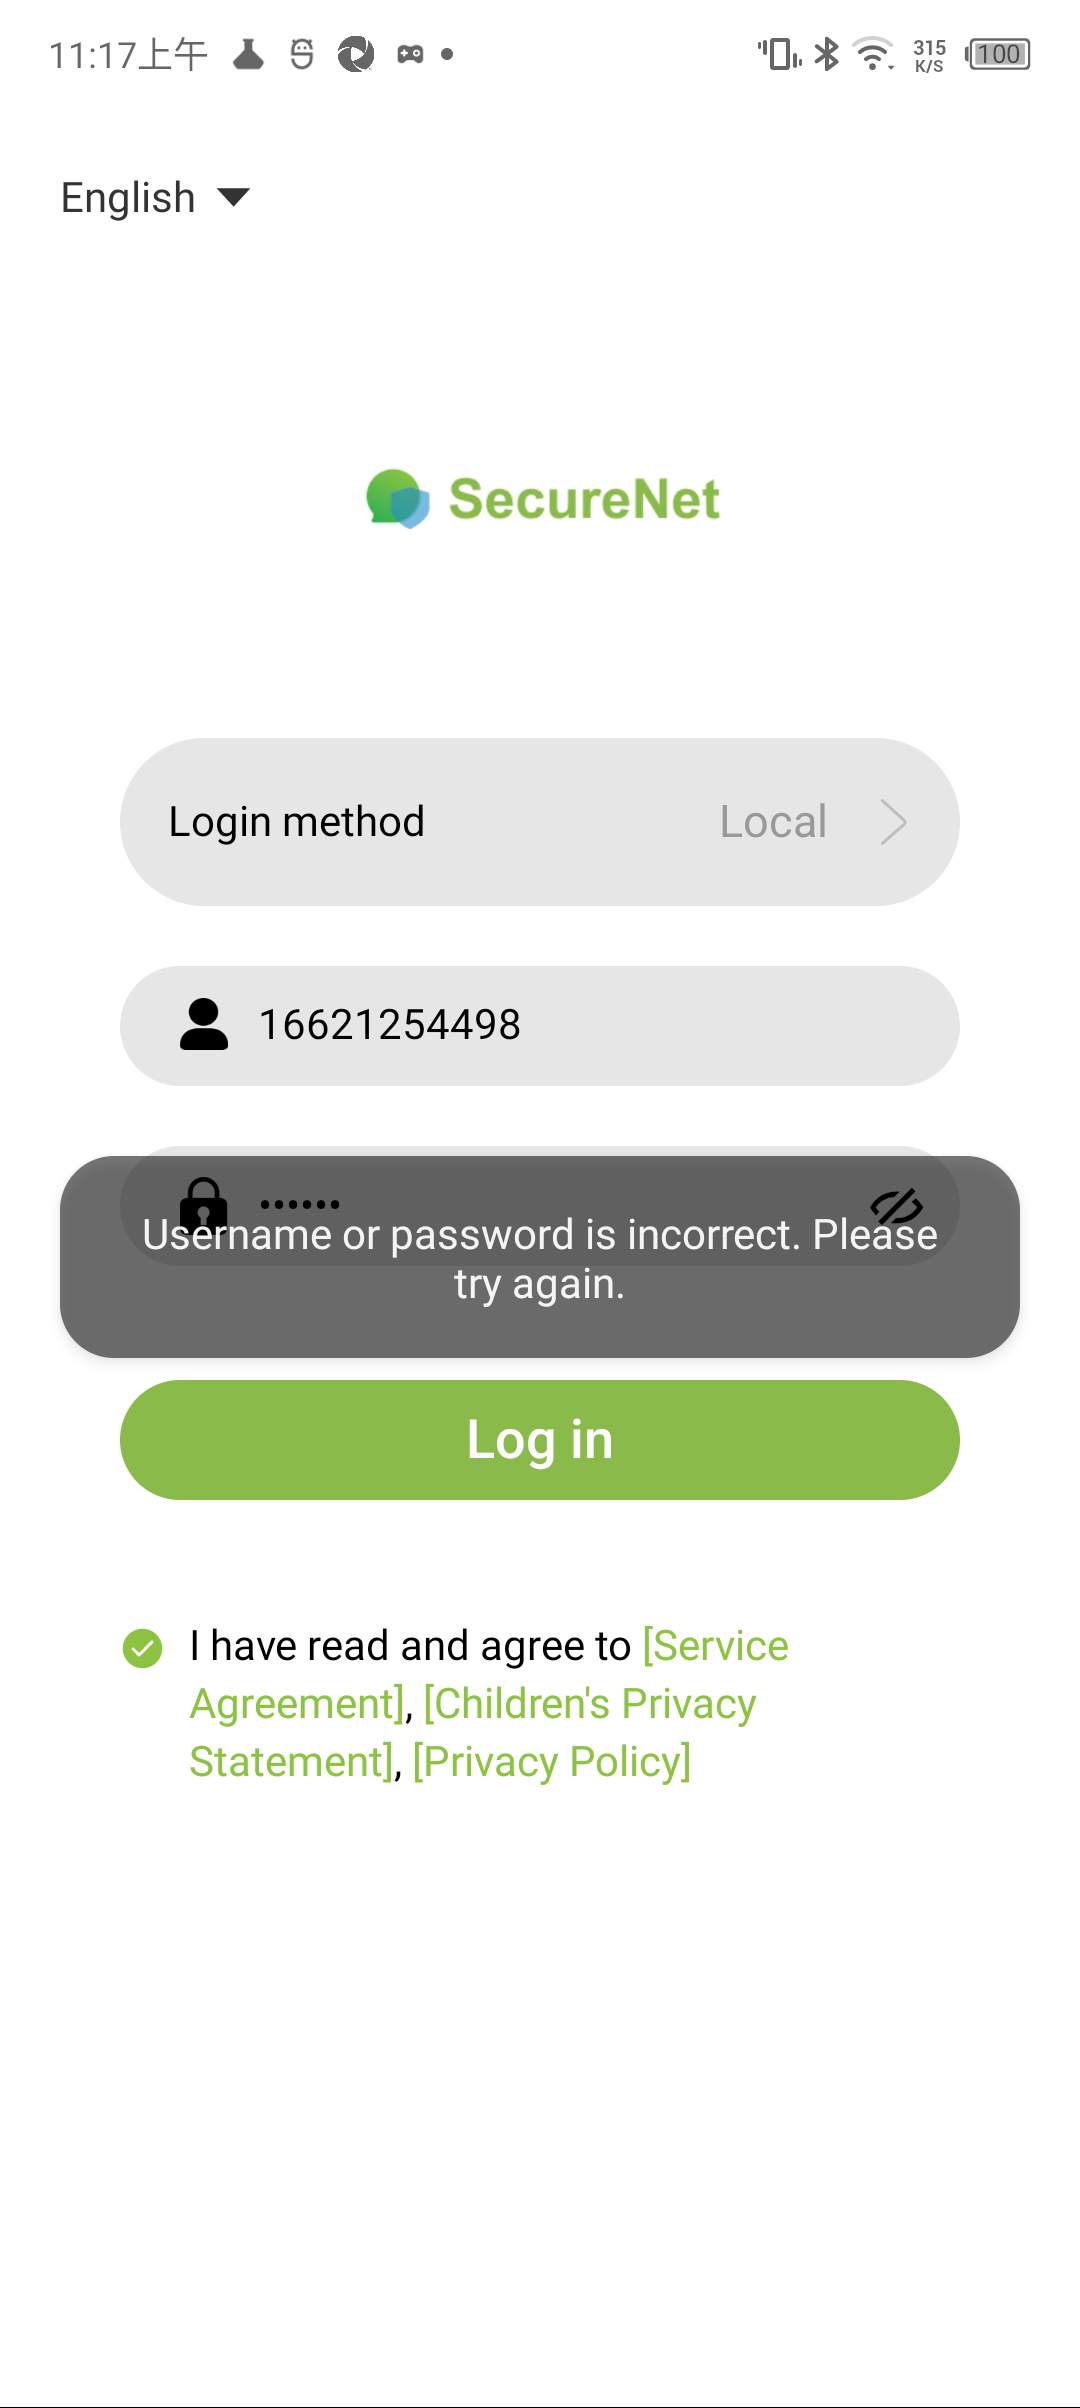 11:17上午
315
K/S
100
English
SecureNet
Login method
Local
16621254498
••••••
Username or password is incorrect. Please
try again.
Log in
I have read and agree to [Service
Agreement], [Children's Privacy
Statement], [Privacy Policy]